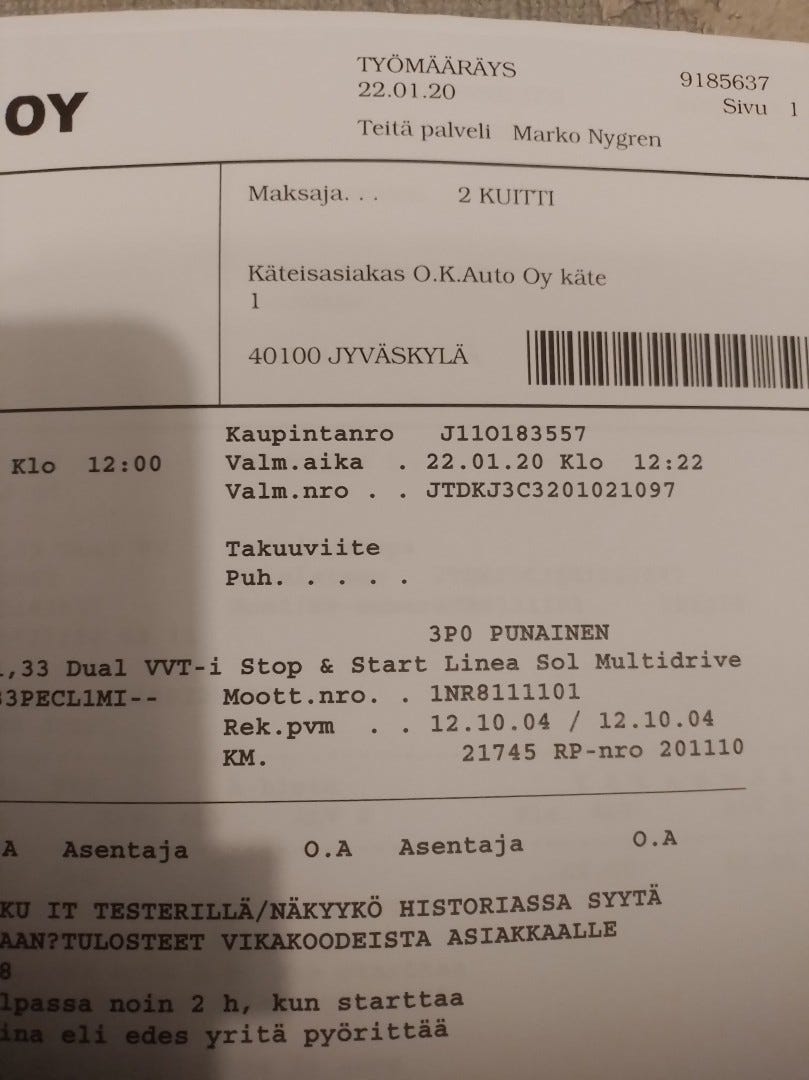 OY
TYÖMÄÄRÄYS
22.01.20
9185637
Sivu 1
Teitä palveli Marko Nygren
Maksaja. . . 2 KUITTI
Käteisasiakas O.K.Auto Oy käte
1
40100 JYVÄSKYLÄ
Kaupintanro J11O183557
Klo 12:00 Valm.aika . 22.01.20 Klo 12:22
Valm.nro . . JTDKJ3C3201021097
Takuuviite
Puh. . . . .
3P0 PUNAINEN
,33 Dual VVT-i Stop & Start Linea Sol Multidrive
3PECL1MI-- Moott.nro. . 1NR8111101
Rek.pvm . . 12.10.04 / 12.10.04
KM. 21745 RP-nro 201110
A Asentaja O.A Asentaja O.A
KU IT TESTERILLÄ/NÄKYYKÖ HISTORIASSA SYYTÄ
AAN?TULOSTEET VIKAKOODEISTA ASIAKKAALLE
8
lpassa noin 2 h, kun starttaa
ina eli edes yritä pyörittää